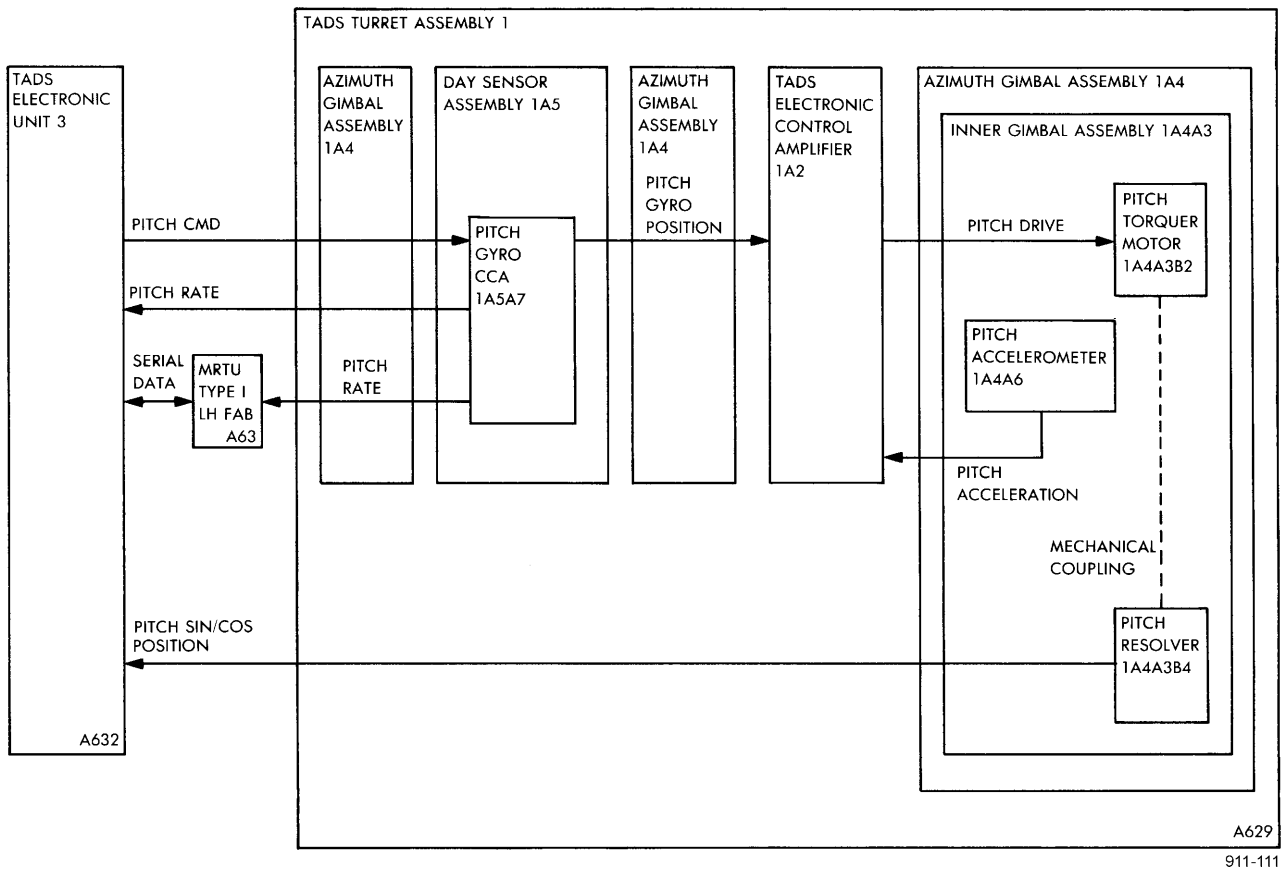 TADS TURRET ASSEMBLY 1
TADS
ELECTRONIC
UNIT 3
AZIMUTH
GIMBAL
ASSEMBLY
1A4
DAY SENSOR
ASSEMBLY 1A5
AZIMUTH
GIMBAL
ASSEMBLY
1A4
TADS
ELECTRONIC
CONTROL
AMPLIFIER
1A2
AZIMUTH GIMBAL ASSEMBLY 1A4
INNER GIMBAL ASSEMBLY 1A4A3
PITCH CMD
PITCH
GYRO
CCA
1A5A7
PITCH
GYRO
POSITION
PITCH DRIVE
PITCH
TORQUER
MOTOR
1A4A3B2
PITCH RATE
SERIAL
DATA
MRTU
TYPE I
LH FAB
A63
PITCH
RATE
PITCH
ACCELEROMETER
1A4A6
PITCH
ACCELERATION
MECHANICAL
COUPLING
PITCH SIN/COS
POSITION
PITCH
RESOLVER
1A4A3B4
A632
A629
911-111